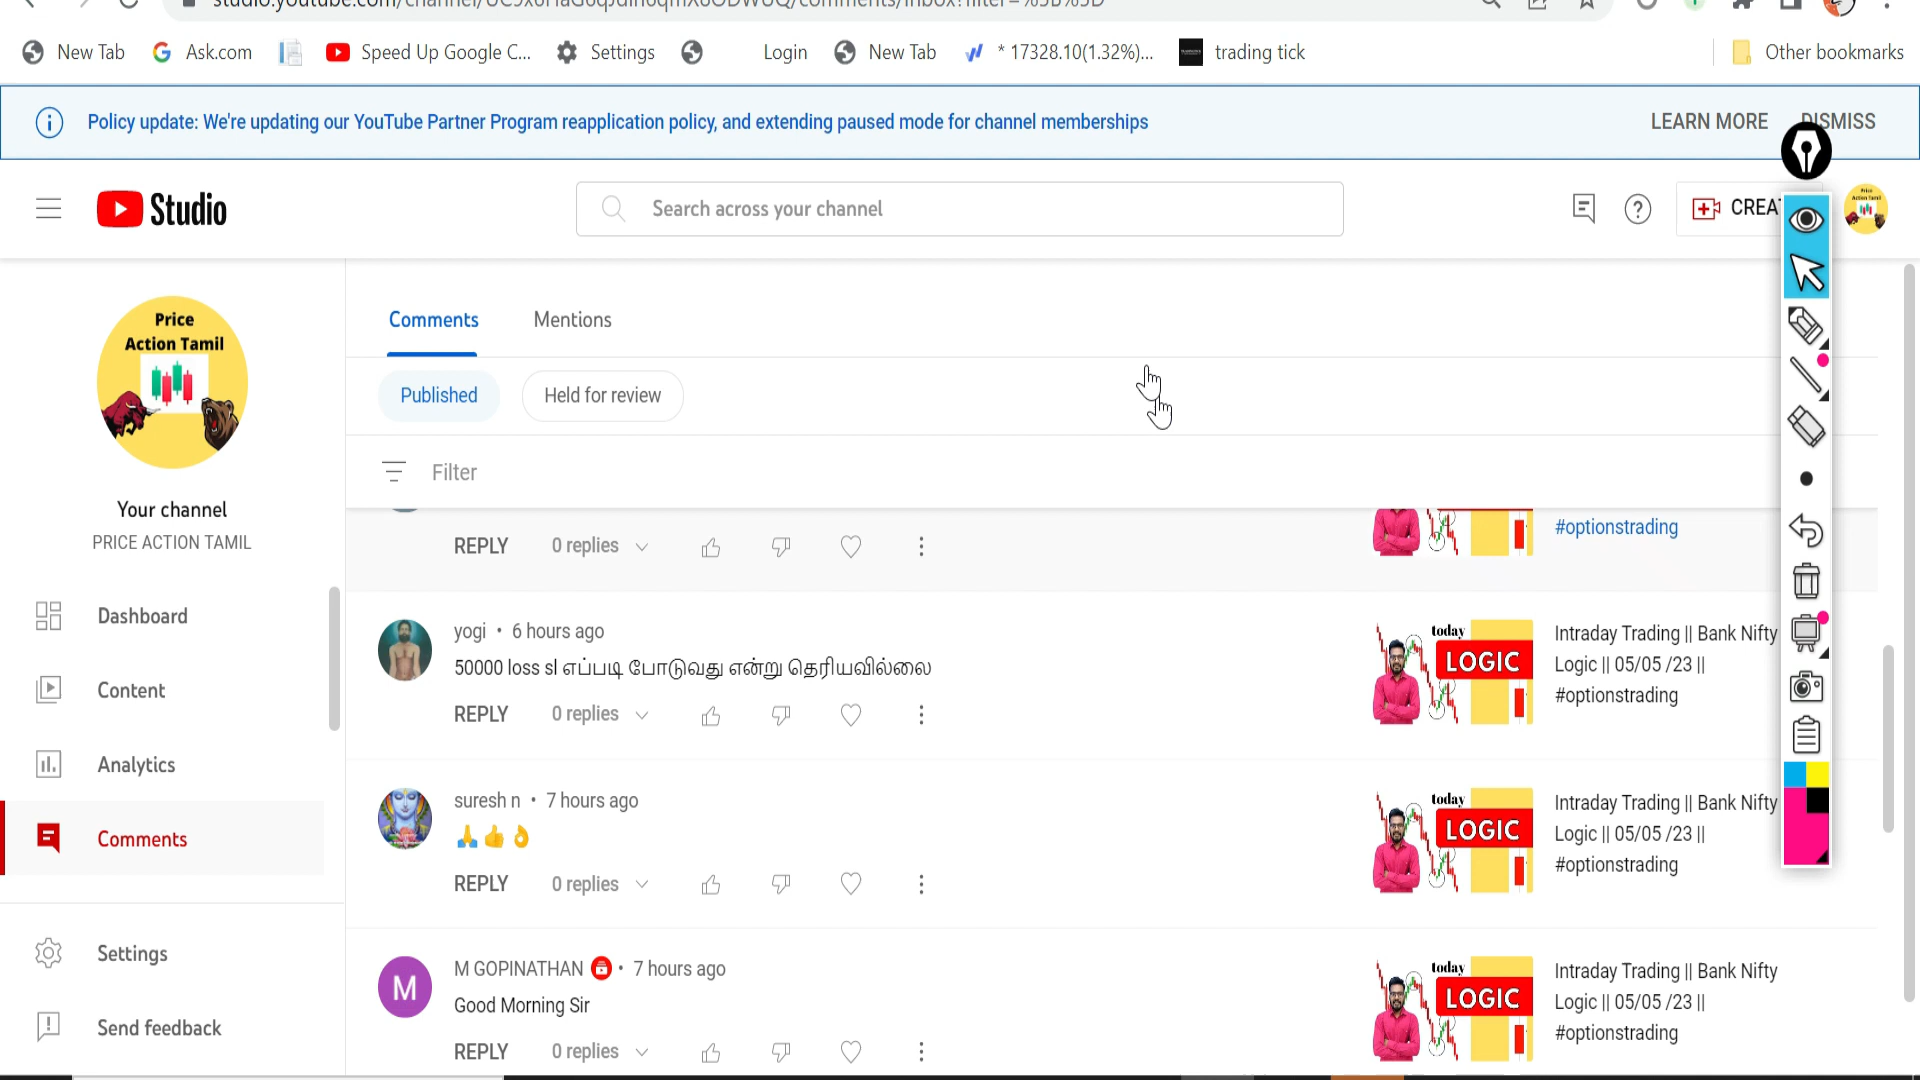 New Tab
Ask.com
Speed Up Google C...
Settings
Login
New Tab
* 17328.10(1.32%)...
trading tick
Other bookmarks
Policy update: We're updating our YouTube Partner Program reapplication policy, and extending paused mode for channel memberships
LEARN MORE
DISMISS
Studio
Search across your channel
Price
Action Tamil
Your channel
PRICE ACTION TAMIL
Dashboard
Content
Analytics
Comments
Settings
Send feedback
Comments
Mentions
Published
Held for review
Filter
REPLY 0 replies
#optionstrading
yogi • 6 hours ago
50000 loss sl எப்படி போடுவது என்று தெரியவில்லை
REPLY 0 replies
today
LOGIC
Intraday Trading || Bank Nifty
Logic || 05/05 /23 ||
#optionstrading
suresh n • 7 hours ago
🙏👍👌
REPLY 0 replies
today
LOGIC
Intraday Trading || Bank Nifty
Logic || 05/05 /23 ||
#optionstrading
M
M GOPINATHAN • 7 hours ago
Good Morning Sir
REPLY 0 replies
today
LOGIC
Intraday Trading || Bank Nifty
Logic || 05/05 /23 ||
#optionstrading